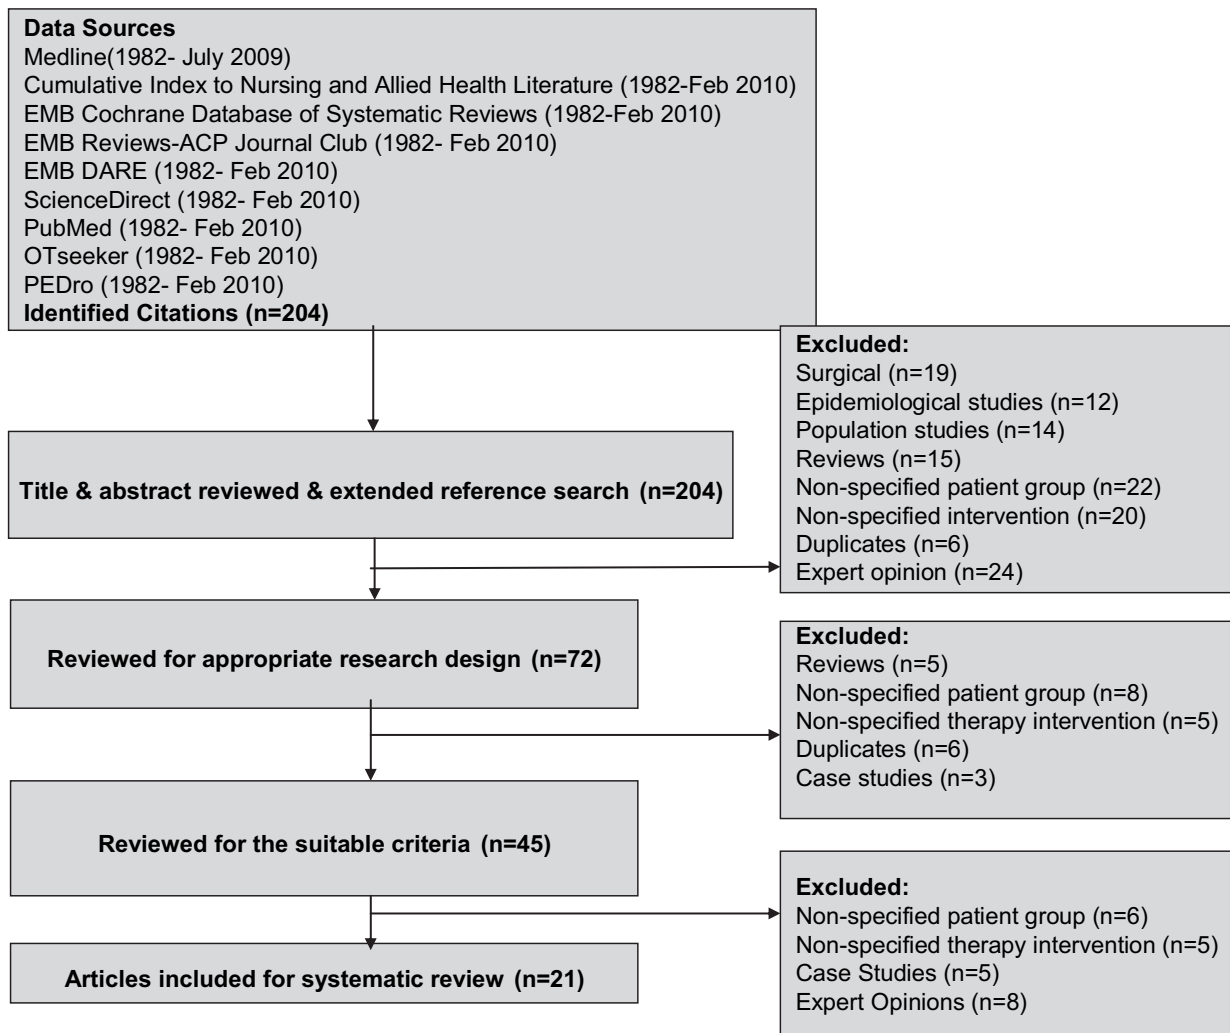 Data Sources
Medline(1982- July 2009)
Cumulative Index to Nursing and Allied Health Literature (1982-Feb 2010)
EMB Cochrane Database of Systematic Reviews (1982-Feb 2010)
EMB Reviews-ACP Journal Club (1982- Feb 2010)
EMB DARE (1982- Feb 2010)
ScienceDirect (1982- Feb 2010)
PubMed (1982- Feb 2010)
OTseeker (1982- Feb 2010)
PEDro (1982- Feb 2010)
Identified Citations (n=204)
Title & abstract reviewed & extended reference search (n=204)
Excluded:
Surgical (n=19)
Epidemiological studies (n=12)
Population studies (n=14)
Reviews (n=15)
Non-specified patient group (n=22)
Non-specified intervention (n=20)
Duplicates (n=6)
Expert opinion (n=24)
Reviewed for appropriate research design (n=72)
Excluded:
Reviews (n=5)
Non-specified patient group (n=8)
Non-specified therapy intervention (n=5)
Duplicates (n=6)
Case studies (n=3)
Reviewed for the suitable criteria (n=45)
Excluded:
Non-specified patient group (n=6)
Non-specified therapy intervention (n=5)
Case Studies (n=5)
Expert Opinions (n=8)
Articles included for systematic review (n=21)